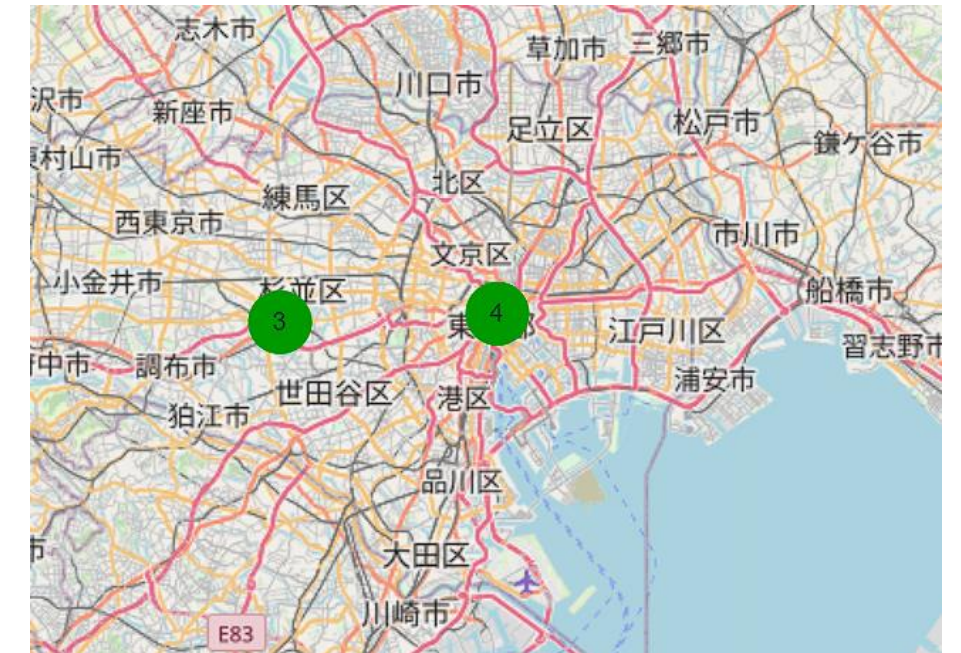 志木市
草加市
三郷市
川口市
沢市
新座市
足立区
松戸市
鎌ケ谷市
村山市
北区
練馬区
西東京市
文京区
市川市
小金井市
杉並区
船橋市
3
4
東
都
江戸川区
習志野市
中市
調布市
浦安市
世田谷区
港区
狛江市
品川区
市
大田区
川崎市
E83